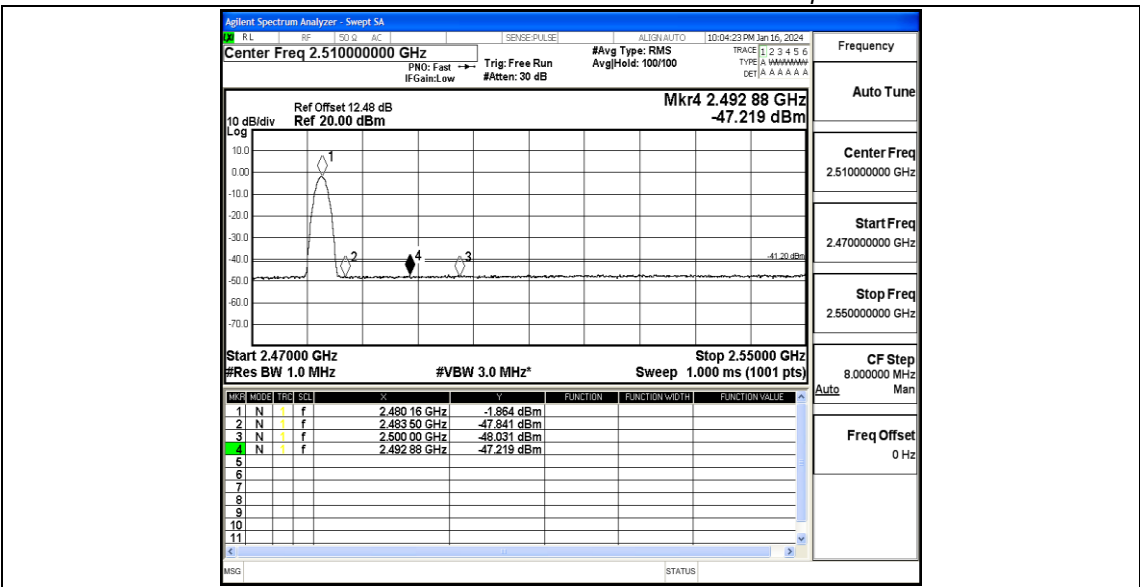 Agilent Spectrum Analyzer - Swept SA
RL RF 50 Ω AC SENSE:PULSE ALIGN AUTO 10:04:23 PM Jan 16, 2024
Center Freq 2.510000000 GHz
PNO: Fast
IFGain:Low
Trig: Free Run
#Atten: 30 dB
#Avg Type: RMS
Avg|Hold: 100/100
TRACE 1 2 3 4 5 6
TYPE A WWWWW
DET A A A A A A
Ref Offset 12.48 dB
Ref 20.00 dBm
10 dB/div
Log
Mkr4 2.492 88 GHz
-47.219 dBm
10.0
0.00
-10.0
-20.0
-30.0
-40.0
-50.0
-60.0
-70.0
1
2
4
3
-41.20 dBm
Start 2.47000 GHz Stop 2.55000 GHz
#Res BW 1.0 MHz #VBW 3.0 MHz* Sweep 1.000 ms (1001 pts)
MKR MODE TRC SCL X Y FUNCTION FUNCTION WIDTH FUNCTION VALUE
1 N 1 f 2.480 16 GHz -1.864 dBm
2 N 1 f 2.483 50 GHz -47.841 dBm
3 N 1 f 2.500 00 GHz -48.031 dBm
4 N 1 f 2.492 88 GHz -47.219 dBm
5
6
7
8
9
10
11
MSG STATUS
Frequency
Auto Tune
Center Freq
2.510000000 GHz
Start Freq
2.470000000 GHz
Stop Freq
2.550000000 GHz
CF Step
8.000000 MHz
Auto Man
Freq Offset
0 Hz